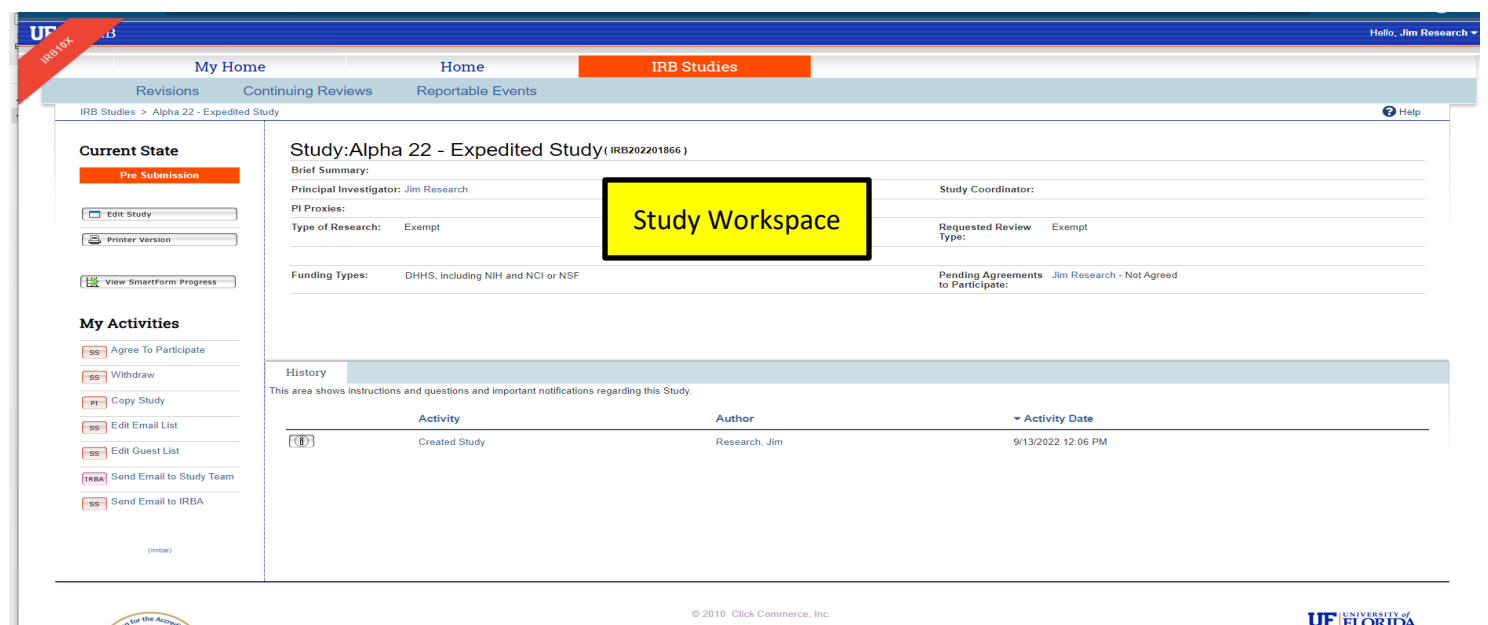 UF
IRB10X
Hello, Jim Research
My Home Home IRB Studies
Revisions Continuing Reviews Reportable Events
IRB Studies > Alpha 22 - Expedited Study Help
Current State
Pre Submission
Edit Study
Printer Version
View SmartForm Progress
My Activities
SS Agree To Participate
SS Withdraw
PI Copy Study
SS Edit Email List
SS Edit Guest List
IRBA Send Email to Study Team
SS Send Email to IRBA
(Initial)
Study:Alpha 22 - Expedited Study ( IRB202201866 )
Brief Summary:
Principal Investigator: Jim Research Study Coordinator:
PI Proxies:
Type of Research: Exempt Requested Review Exempt
Type:
Funding Types: DHHS, including NIH and NCI or NSF Pending Agreements Jim Research - Not Agreed
to Participate:
Study Workspace
History
This area shows instructions and questions and important notifications regarding this Study.
Activity Author Activity Date
Created Study Research, Jim 9/13/2022 12:06 PM
© 2010 Click Commerce, Inc.
for the Accredi
UF UNIVERSITY of
FLORIDA